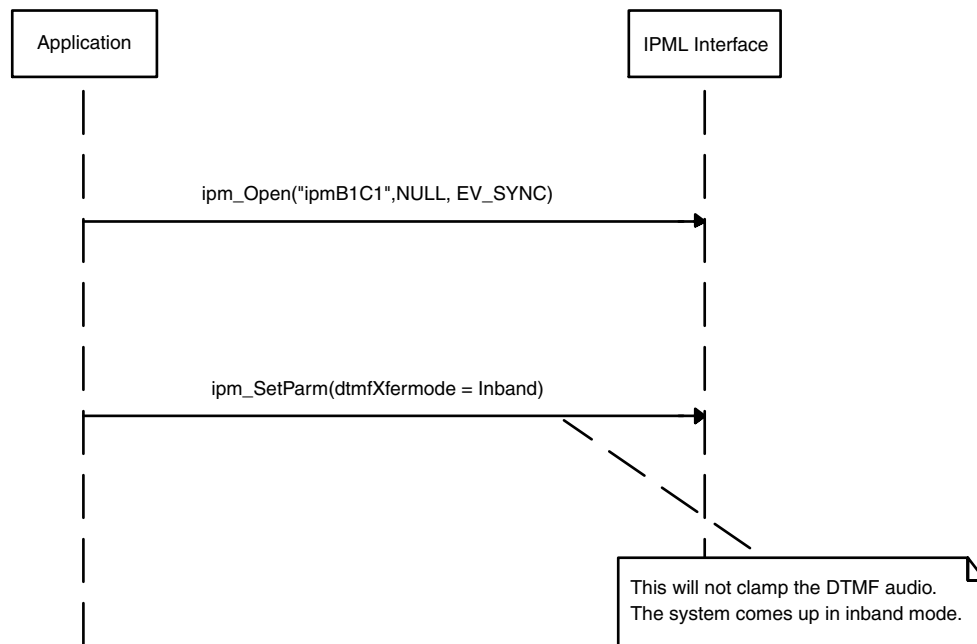 Application
IPML Interface
ipm_Open("ipmB1C1",NULL, EV_SYNC)
ipm_SetParm(dtmfXfermode = Inband)
This will not clamp the DTMF audio.
The system comes up in inband mode.